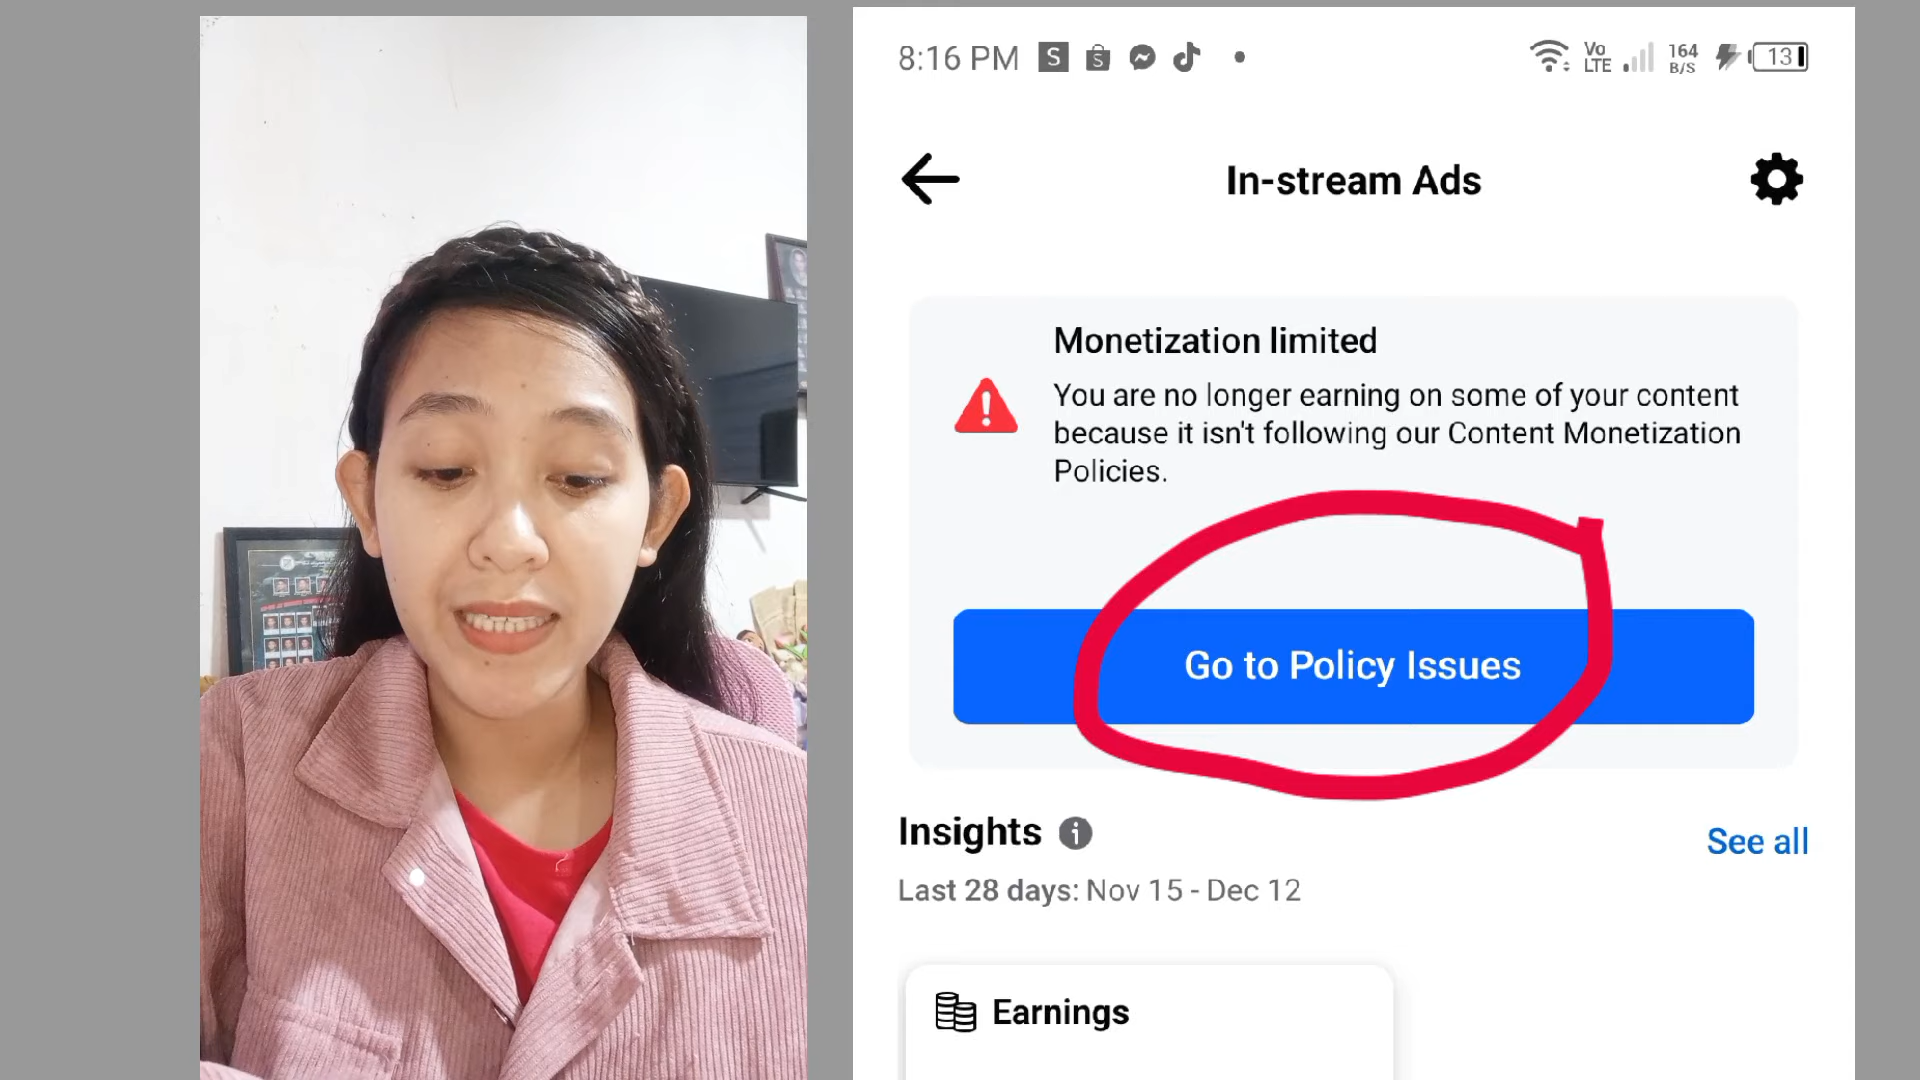 8:16 PM
S
S
Vo
LTE
164
B/S
13
In-stream Ads
Monetization limited
You are no longer earning on some of your content
because it isn't following our Content Monetization
Policies.
Go to Policy Issues
Insights
See all
Last 28 days: Nov 15 - Dec 12
Earnings